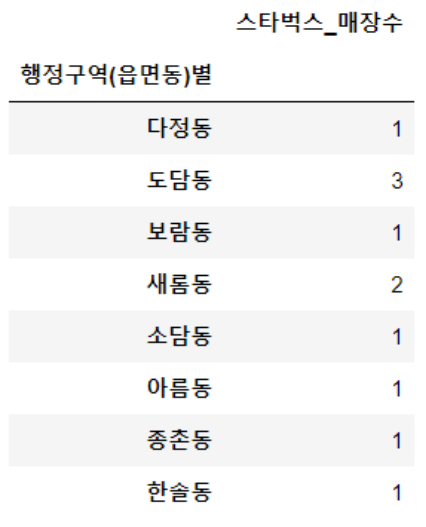 스타벅스_매장수
행정구역(읍면동)별
다정동 1
도담동 3
보람동 1
새롬동 2
소담동 1
아름동 1
종촌동 1
한솔동 1